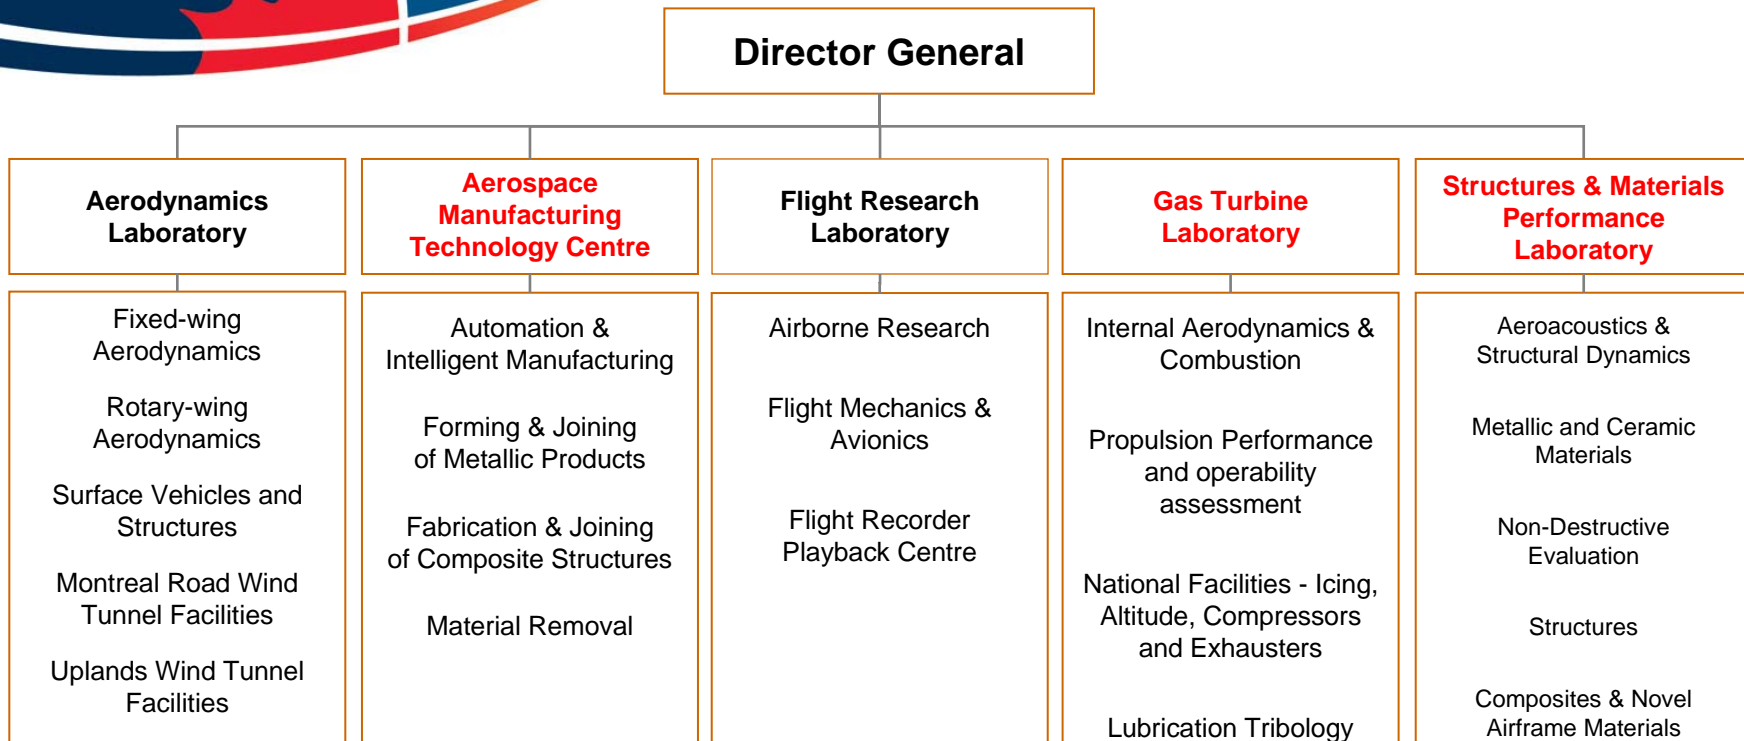 Director General
Aerodynamics
Laboratory
Aerospace
Manufacturing
Technology Centre
Flight Research
Laboratory
Gas Turbine
Laboratory
Structures & Materials
Performance
Laboratory
Fixed-wing
Aerodynamics
Rotary-wing
Aerodynamics
Surface Vehicles and
Structures
Montreal Road Wind
Tunnel Facilities
Uplands Wind Tunnel
Facilities
Automation &
Intelligent Manufacturing
Forming & Joining
of Metallic Products
Fabrication & Joining
of Composite Structures
Material Removal
Airborne Research
Flight Mechanics &
Avionics
Flight Recorder
Playback Centre
Internal Aerodynamics &
Combustion
Propulsion Performance
and operability
assessment
National Facilities - Icing,
Altitude, Compressors
and Exhausters
Lubrication Tribology
Aeroacoustics &
Structural Dynamics
Metallic and Ceramic
Materials
Non-Destructive
Evaluation
Structures
Composites & Novel
Airframe Materials